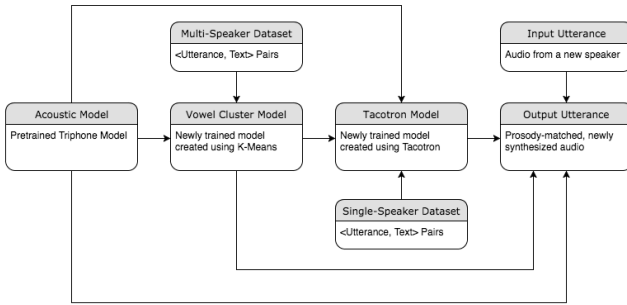 Multi-Speaker Dataset
<Utterance, Text> Pairs
Input Utterance
Audio from a new speaker
Acoustic Model
Pretrained Triphone Model
Vowel Cluster Model
Newly trained model
created using K-Means
Tacotron Model
Newly trained model
created using Tacotron
Output Utterance
Prosody-matched, newly
synthesized audio
Single-Speaker Dataset
<Utterance, Text> Pairs